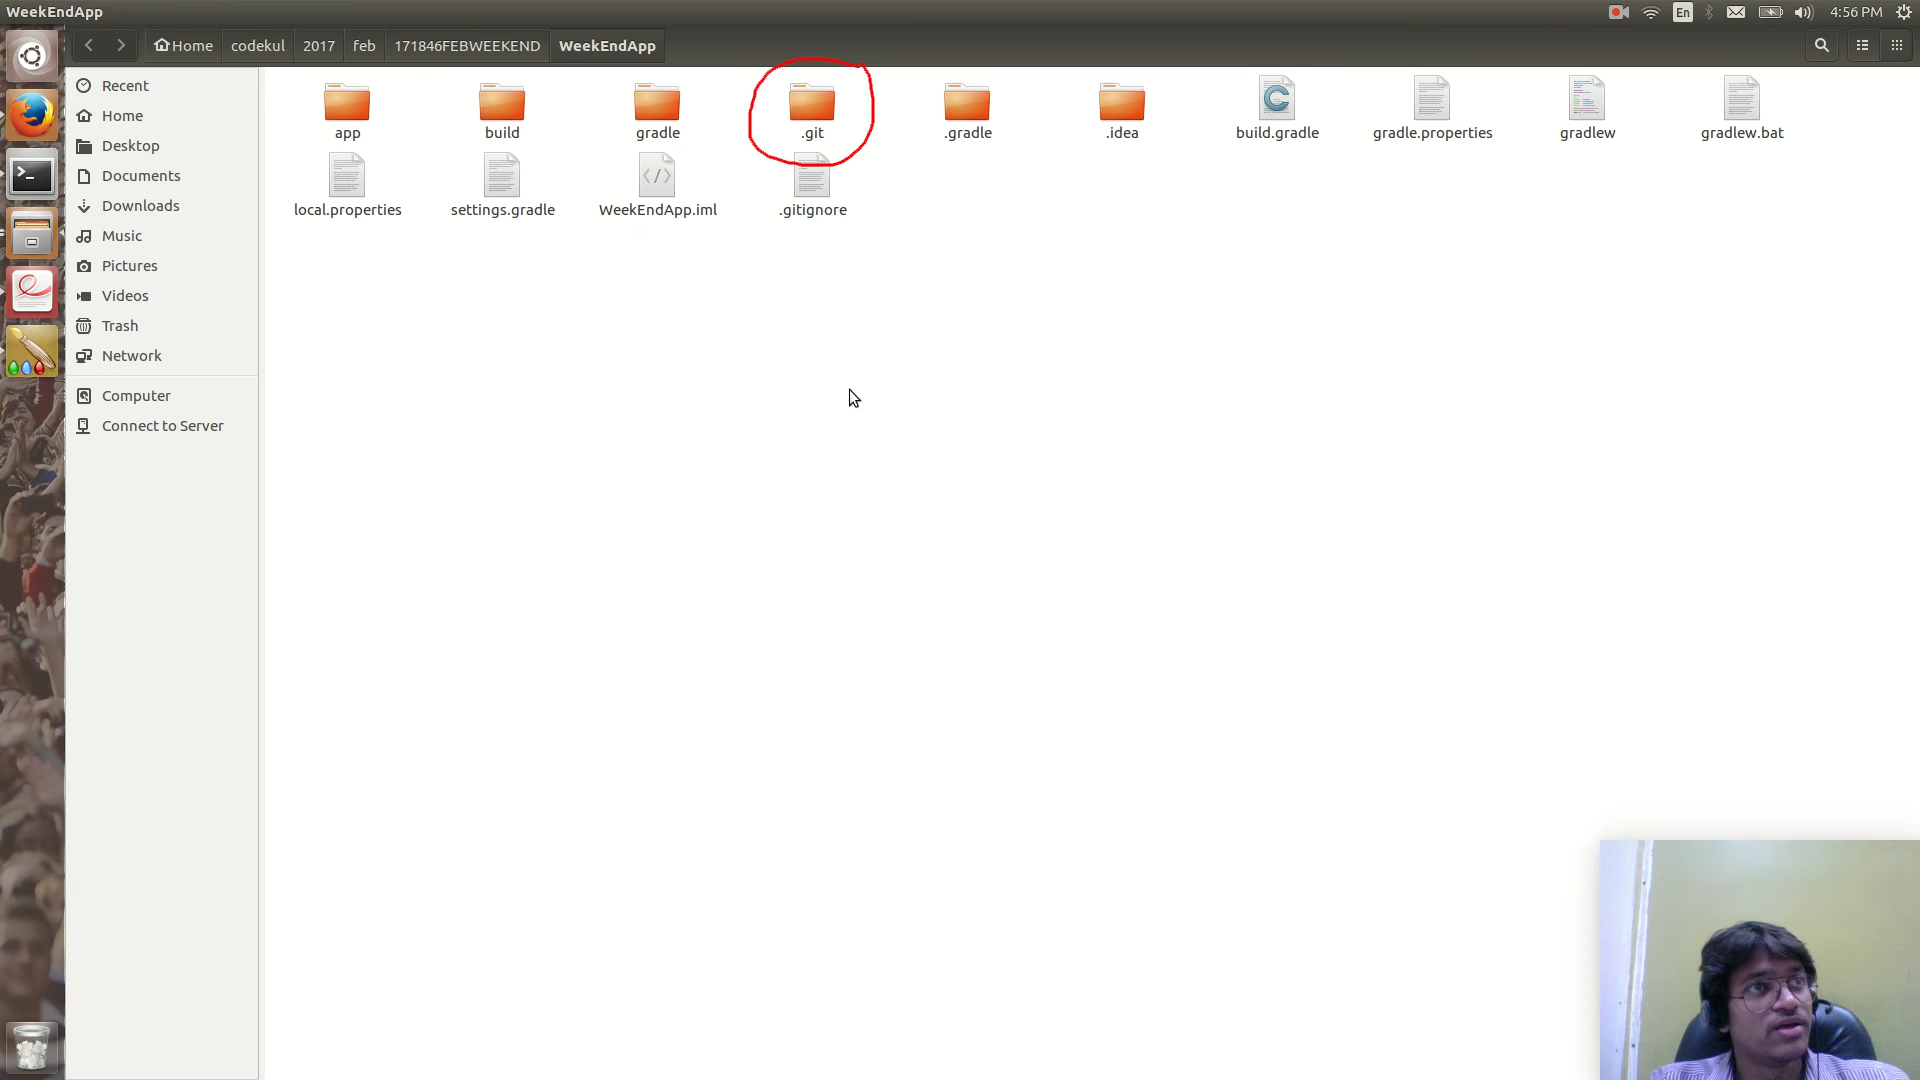 WeekEndApp
En
4:56 PM
Home codekul 2017 feb 171846FEBWEEKEND WeekEndApp
Recent
Home
Desktop
Documents
Downloads
Music
Pictures
Videos
Trash
Network
Computer
Connect to Server
app build gradle .git .gradle .idea build.gradle gradle.properties gradlew gradlew.bat
local.properties settings.gradle WeekEndApp.iml .gitignore